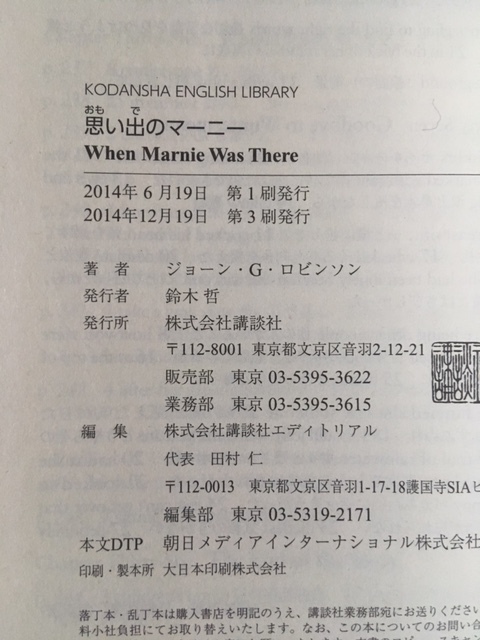 KODANSHA ENGLISH LIBRARY
おも で
思い出のマーニー
When Marnie Was There
2014年6月19日 第1刷発行
2014年12月19日 第3刷発行
著 者 ジョーン・G・ロビンソン
発行者 鈴木 哲
発行所 株式会社講談社
〒112-8001 東京都文京区音羽2-12-21
販売部 東京 03-5395-3622
業務部 東京 03-5395-3615
編 集 株式会社講談社エディトリアル
代表 田村 仁
〒112-0013 東京都文京区音羽1-17-18護国寺SIAビ
編集部 東京 03-5319-2171
本文DTP 朝日メディアインターナショナル株式会社
印刷・製本所 大日本印刷株式会社
落丁本・乱丁本は購入書店を明記のうえ、講談社業務部宛にお送りください
料小社負担にてお取り替えいたします。なお、この本についてのお問い合